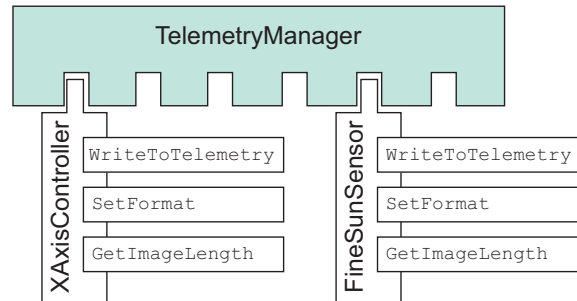 TelemetryManager
XAxisController
WriteToTelemetry
SetFormat
GetImageLength
FineSunSensor
WriteToTelemetry
SetFormat
GetImageLength